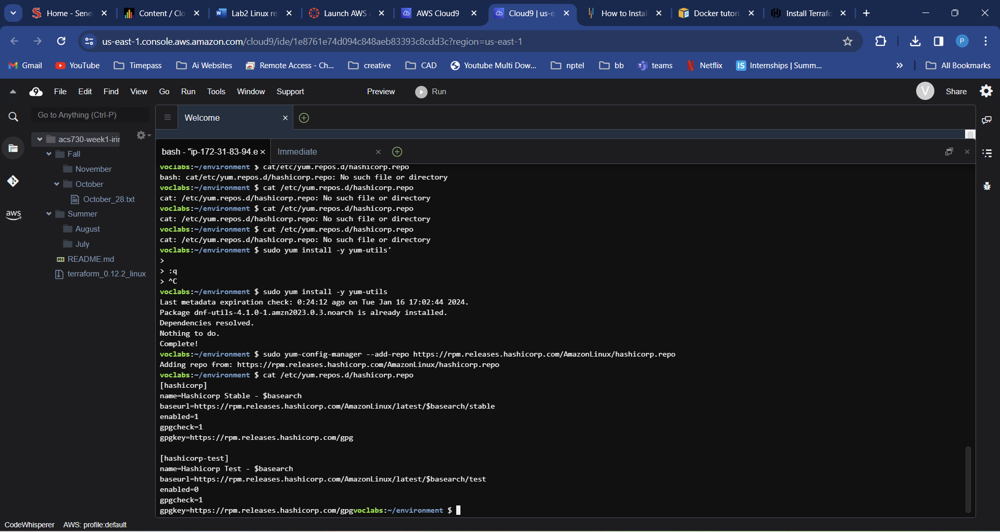 Home - Sene
Content / Clo
Lab2 Linux re
Launch AWS
AWS Cloud9
Cloud9 | us-e
How to Instal
Docker tutori
Install Terrafo
us-east-1.console.aws.amazon.com/cloud9/ide/1e8761e74d094c848aeb83393c8cdd3c?region=us-east-1
P
Gmail
YouTube
Timepass
Ai Websites
Remote Access - Ch...
creative
CAD
Youtube Multi Dow...
nptel
bb
teams
Netflix
IS
Internships | Summ...
All Bookmarks
9
File
Edit
Find
View
Go
Run
Tools
Window
Support
Preview
Run
V
Share
Go to Anything (Ctrl-P)
Welcome
acs730-week1-irir
Fall
November
October
October_28.txt
Summer
August
July
README.md
terraform_0.12.2_linux
aws
bash - "ip-172-31-83-94.e
Immediate
voclabs:~/environment $ cat/etc/yum.repos.d/hashicorp.repo
bash: cat/etc/yum.repos.d/hashicorp.repo: No such file or directory
voclabs:~/environment $ cat /etc/yum.repos.d/hashicorp.repo
cat: /etc/yum.repos.d/hashicorp.repo: No such file or directory
voclabs:~/environment $ cat /etc/yum.repos.d/hashicorp.repo
cat: /etc/yum.repos.d/hashicorp.repo: No such file or directory
voclabs:~/environment $ cat /etc/yum.repos.d/hashicorp.repo
cat: /etc/yum.repos.d/hashicorp.repo: No such file or directory
voclabs:~/environment $ sudo yum install -y yum-utils'
>
> :q
> ^C
voclabs:~/environment $ sudo yum install -y yum-utils
Last metadata expiration check: 0:24:12 ago on Tue Jan 16 17:02:44 2024.
Package dnf-utils-4.1.0-1.amzn2023.0.3.noarch is already installed.
Dependencies resolved.
Nothing to do.
Complete!
voclabs:~/environment $ sudo yum-config-manager --add-repo https://rpm.releases.hashicorp.com/AmazonLinux/hashicorp.repo
Adding repo from: https://rpm.releases.hashicorp.com/AmazonLinux/hashicorp.repo
voclabs:~/environment $ cat /etc/yum.repos.d/hashicorp.repo
[hashicorp]
name=Hashicorp Stable - $basearch
baseurl=https://rpm.releases.hashicorp.com/AmazonLinux/latest/$basearch/stable
enabled=1
gpgcheck=1
gpgkey=https://rpm.releases.hashicorp.com/gpg
[hashicorp-test]
name=Hashicorp Test - $basearch
baseurl=https://rpm.releases.hashicorp.com/AmazonLinux/latest/$basearch/test
enabled=0
gpgcheck=1
gpgkey=https://rpm.releases.hashicorp.com/gpgvoclabs:~/environment $
CodeWhisperer
AWS: profile:default